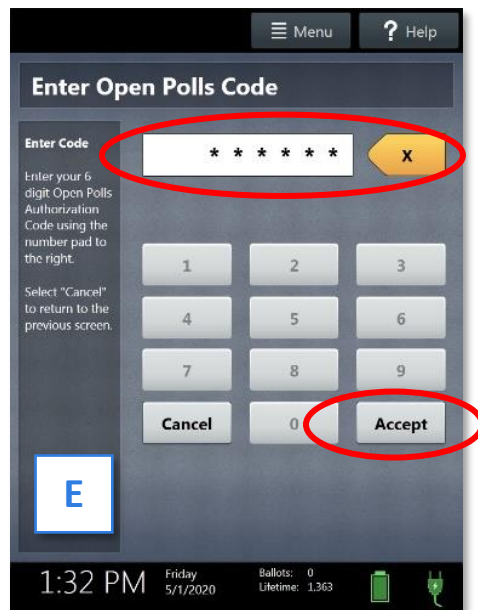 Menu
? Help
Enter Open Polls Code
Enter Code
Enter your 6
digit Open Polls
Authorization
Code using the
number pad to
the right.
Select "Cancel"
to return to the
previous screen.
* * * * * *
X
1 2 3
4 5 6
7 8 9
Cancel 0 Accept
E
1:32 PM
Friday
5/1/2020
Ballots: 0
Lifetime: 1,363